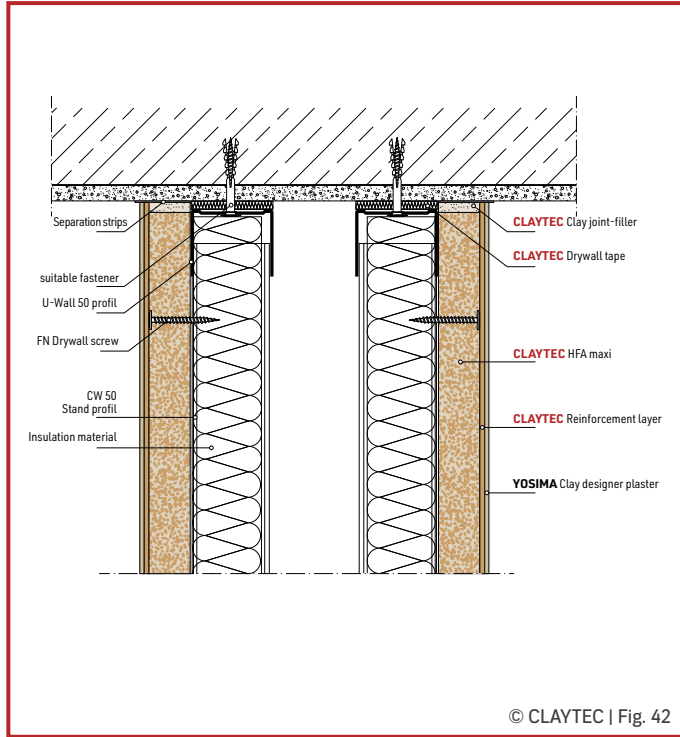 Separation strips
suitable fastener
U-Wall 50 profil
FN Drywall screw
CW 50
Stand profil
Insulation material
CLAYTEC Clay joint-filler
CLAYTEC Drywall tape
CLAYTEC HFA maxi
CLAYTEC Reinforcement layer
YOSIMA Clay designer plaster
© CLAYTEC | Fig. 42